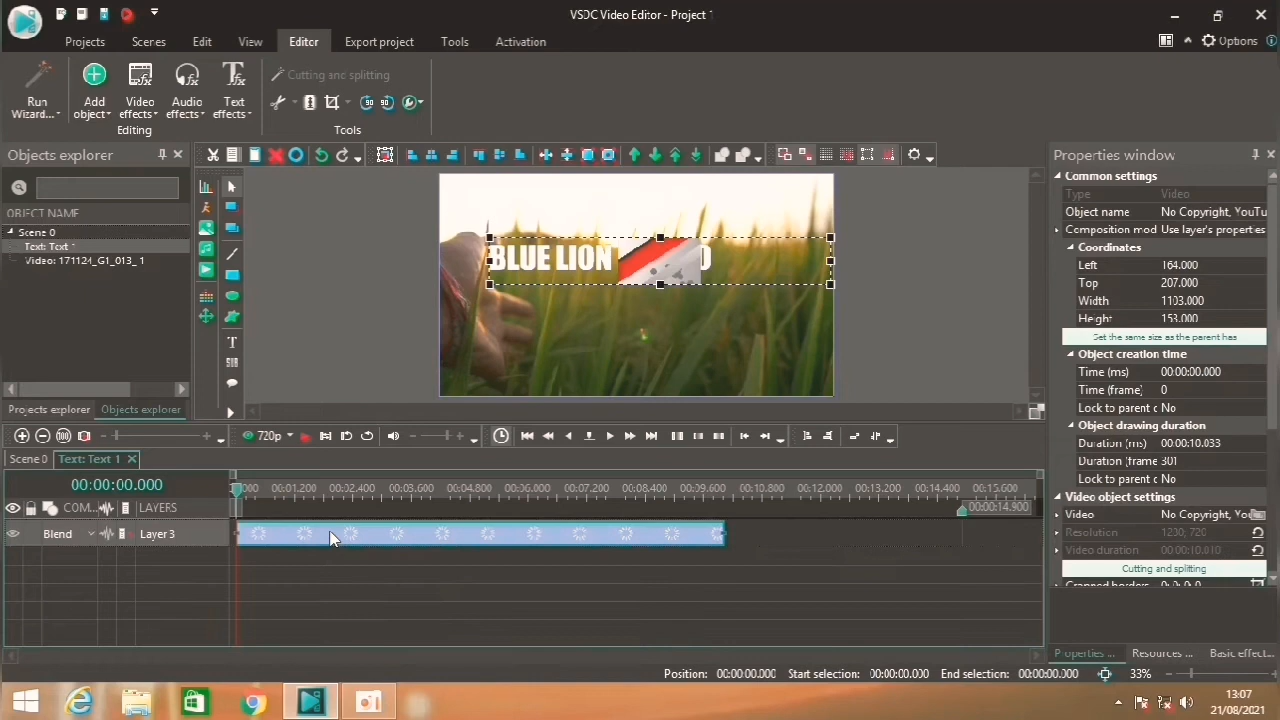 VSDC Video Editor - Project 1
Projects
Scenes
Edit
View
Editor
Export project
Tools
Activation
Options
Run Wizard...
Add object
Video effects
Audio effects
Text effects
Editing
Cutting and splitting
Tools
Objects explorer
OBJECT NAME
Scene 0
Text: Text 1
Video: 171124_G1_013_1
Projects explorer
Objects explorer
BLUE LION
Properties window
Common settings
Type Video
Object name No Copyright, YouTu
Composition mod Use layer's properties
Coordinates
Left 164.000
Top 207.000
Width 1103.000
Height 153.000
Set the same size as the parent has
Object creation time
Time (ms) 00:00:00.000
Time (frame) 0
Lock to parent c No
Object drawing duration
Duration (ms) 00:00:10.033
Duration (frame 301
Lock to parent c No
Video object settings
Video No Copyright, Yo
Resolution 1280; 720
Video duration 00:00:10.010
Cutting and splitting
Cropped borders 0; 0; 0; 0
Properties ...
Resources ...
Basic effect...
720p
Scene 0
Text: Text 1
00:00:00.000
000 00:01.200 00:02.400 00:03.600 00:04.800 00:06.000 00:07.200 00:08.400 00:09.600 00:10.800 00:12.000 00:13.200 00:14.400 00:15.600
00:00:14.900
COM...
LAYERS
Blend
Layer 3
Position: 00:00:00.000
Start selection: 00:00:00.000
End selection: 00:00:00.000
33%
13:07
21/08/2021